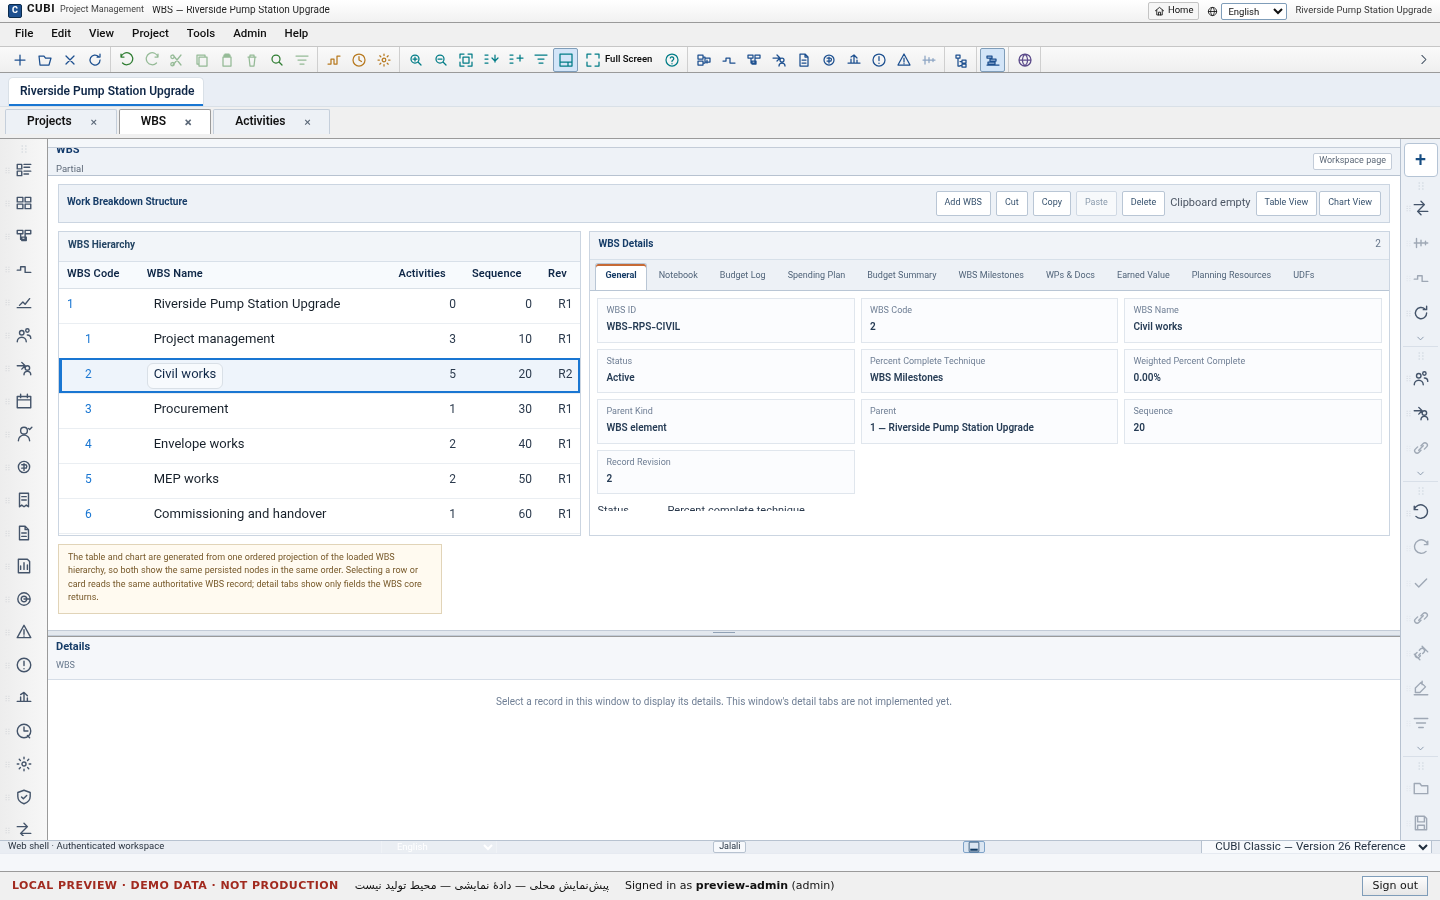 C CUBI Project Management WBS — Riverside Pump Station Upgrade Home English Riverside Pump Station Upgrade
File Edit View Project Tools Admin Help
Full Screen
Riverside Pump Station Upgrade
Projects × WBS × Activities ×
WBS
Partial
Workspace page
Work Breakdown Structure Add WBS Cut Copy Paste Delete Clipboard empty Table View Chart View
WBS Hierarchy
WBS Code WBS Name Activities Sequence Rev
1 Riverside Pump Station Upgrade 0 0 R1
1 Project management 3 10 R1
2 Civil works 5 20 R2
3 Procurement 1 30 R1
4 Envelope works 2 40 R1
5 MEP works 2 50 R1
6 Commissioning and handover 1 60 R1
WBS Details 2
General Notebook Budget Log Spending Plan Budget Summary WBS Milestones WPs & Docs Earned Value Planning Resources UDFs
WBS ID WBS Code WBS Name
WBS-RPS-CIVIL 2 Civil works
Status Percent Complete Technique Weighted Percent Complete
Active WBS Milestones 0.00%
Parent Kind Parent Sequence
WBS element 1 — Riverside Pump Station Upgrade 20
Record Revision
2
Status Percent complete technique
The table and chart are generated from one ordered projection of the loaded WBS
hierarchy, so both show the same persisted nodes in the same order. Selecting a row or
card reads the same authoritative WBS record; detail tabs show only fields the WBS core
returns.
Details
WBS
Select a record in this window to display its details. This window's detail tabs are not implemented yet.
Web shell · Authenticated workspace English Jalali CUBI Classic — Version 26 Reference
LOCAL PREVIEW · DEMO DATA · NOT PRODUCTION پیش‌نمایش محلی — دادهٔ نمایشی — محیط تولید نیست Signed in as preview-admin (admin) Sign out